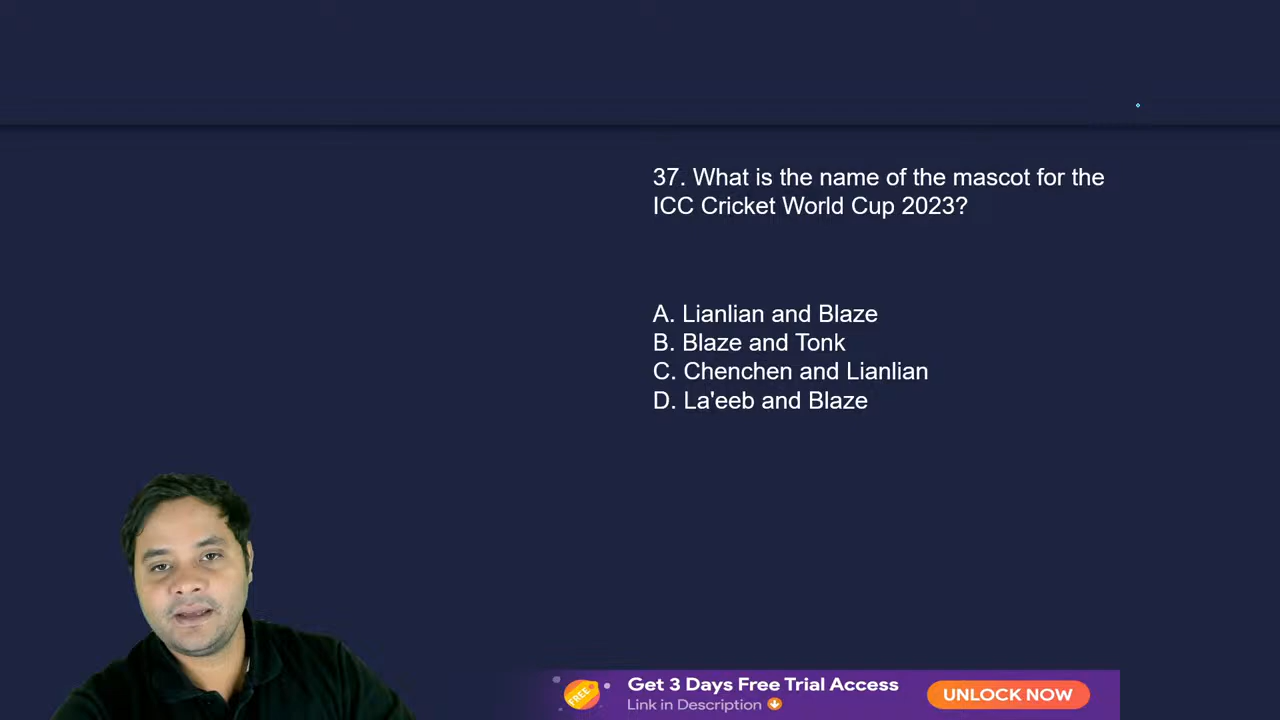 37. What is the name of the mascot for the
ICC Cricket World Cup 2023?
A. Lianlian and Blaze
B. Blaze and Tonk
C. Chenchen and Lianlian
D. La'eeb and Blaze
FREE
Get 3 Days Free Trial Access
Link in Description
UNLOCK NOW